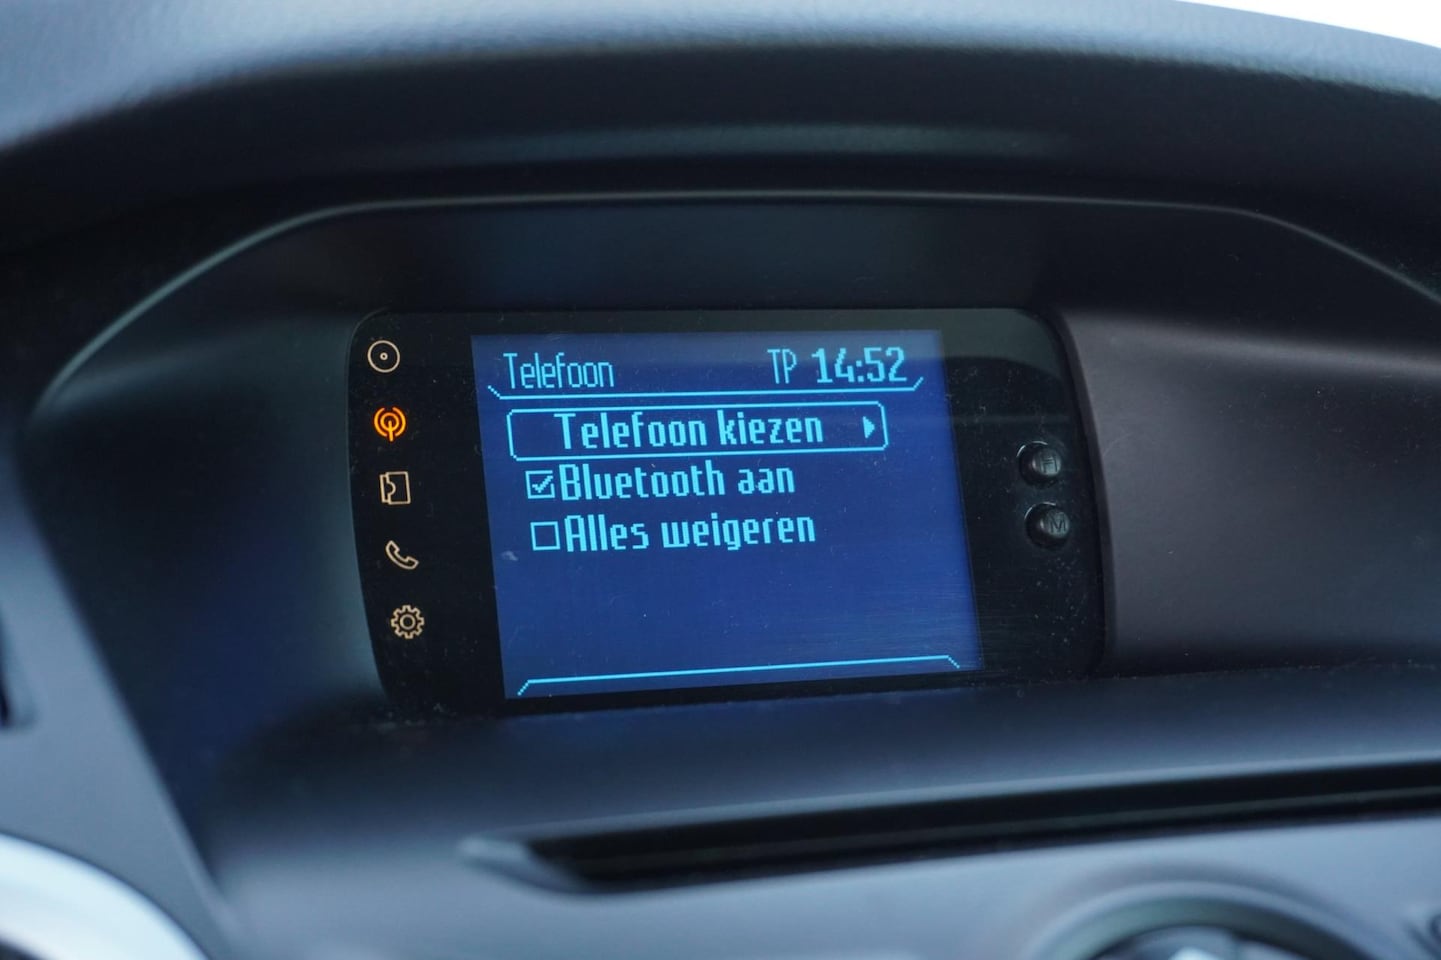 Telefoon TP 14:52
Telefoon kiezen
Bluetooth aan
Alles weigeren
H
M